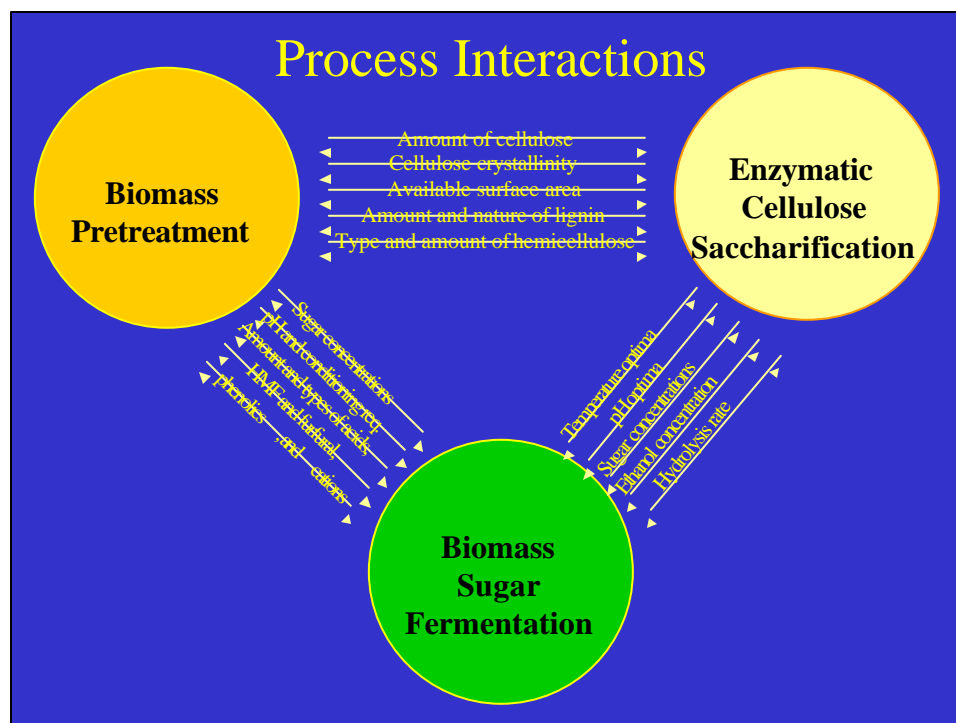 Process Interactions
Biomass
Pretreatment
Amount of cellulose
Cellulose crystallinity
Available surface area
Amount and nature of lignin
Type and amount of hemicellulose
Enzymatic
Cellulose
Saccharification
Sugar concentrations
pH and conditioning req.
Amount and types of acids,
HMF and furfural,
phenolics, and cations
Temperature optima
pH optima
Sugar concentrations
Ethanol concentration
Hydrolysis rate
Biomass
Sugar
Fermentation